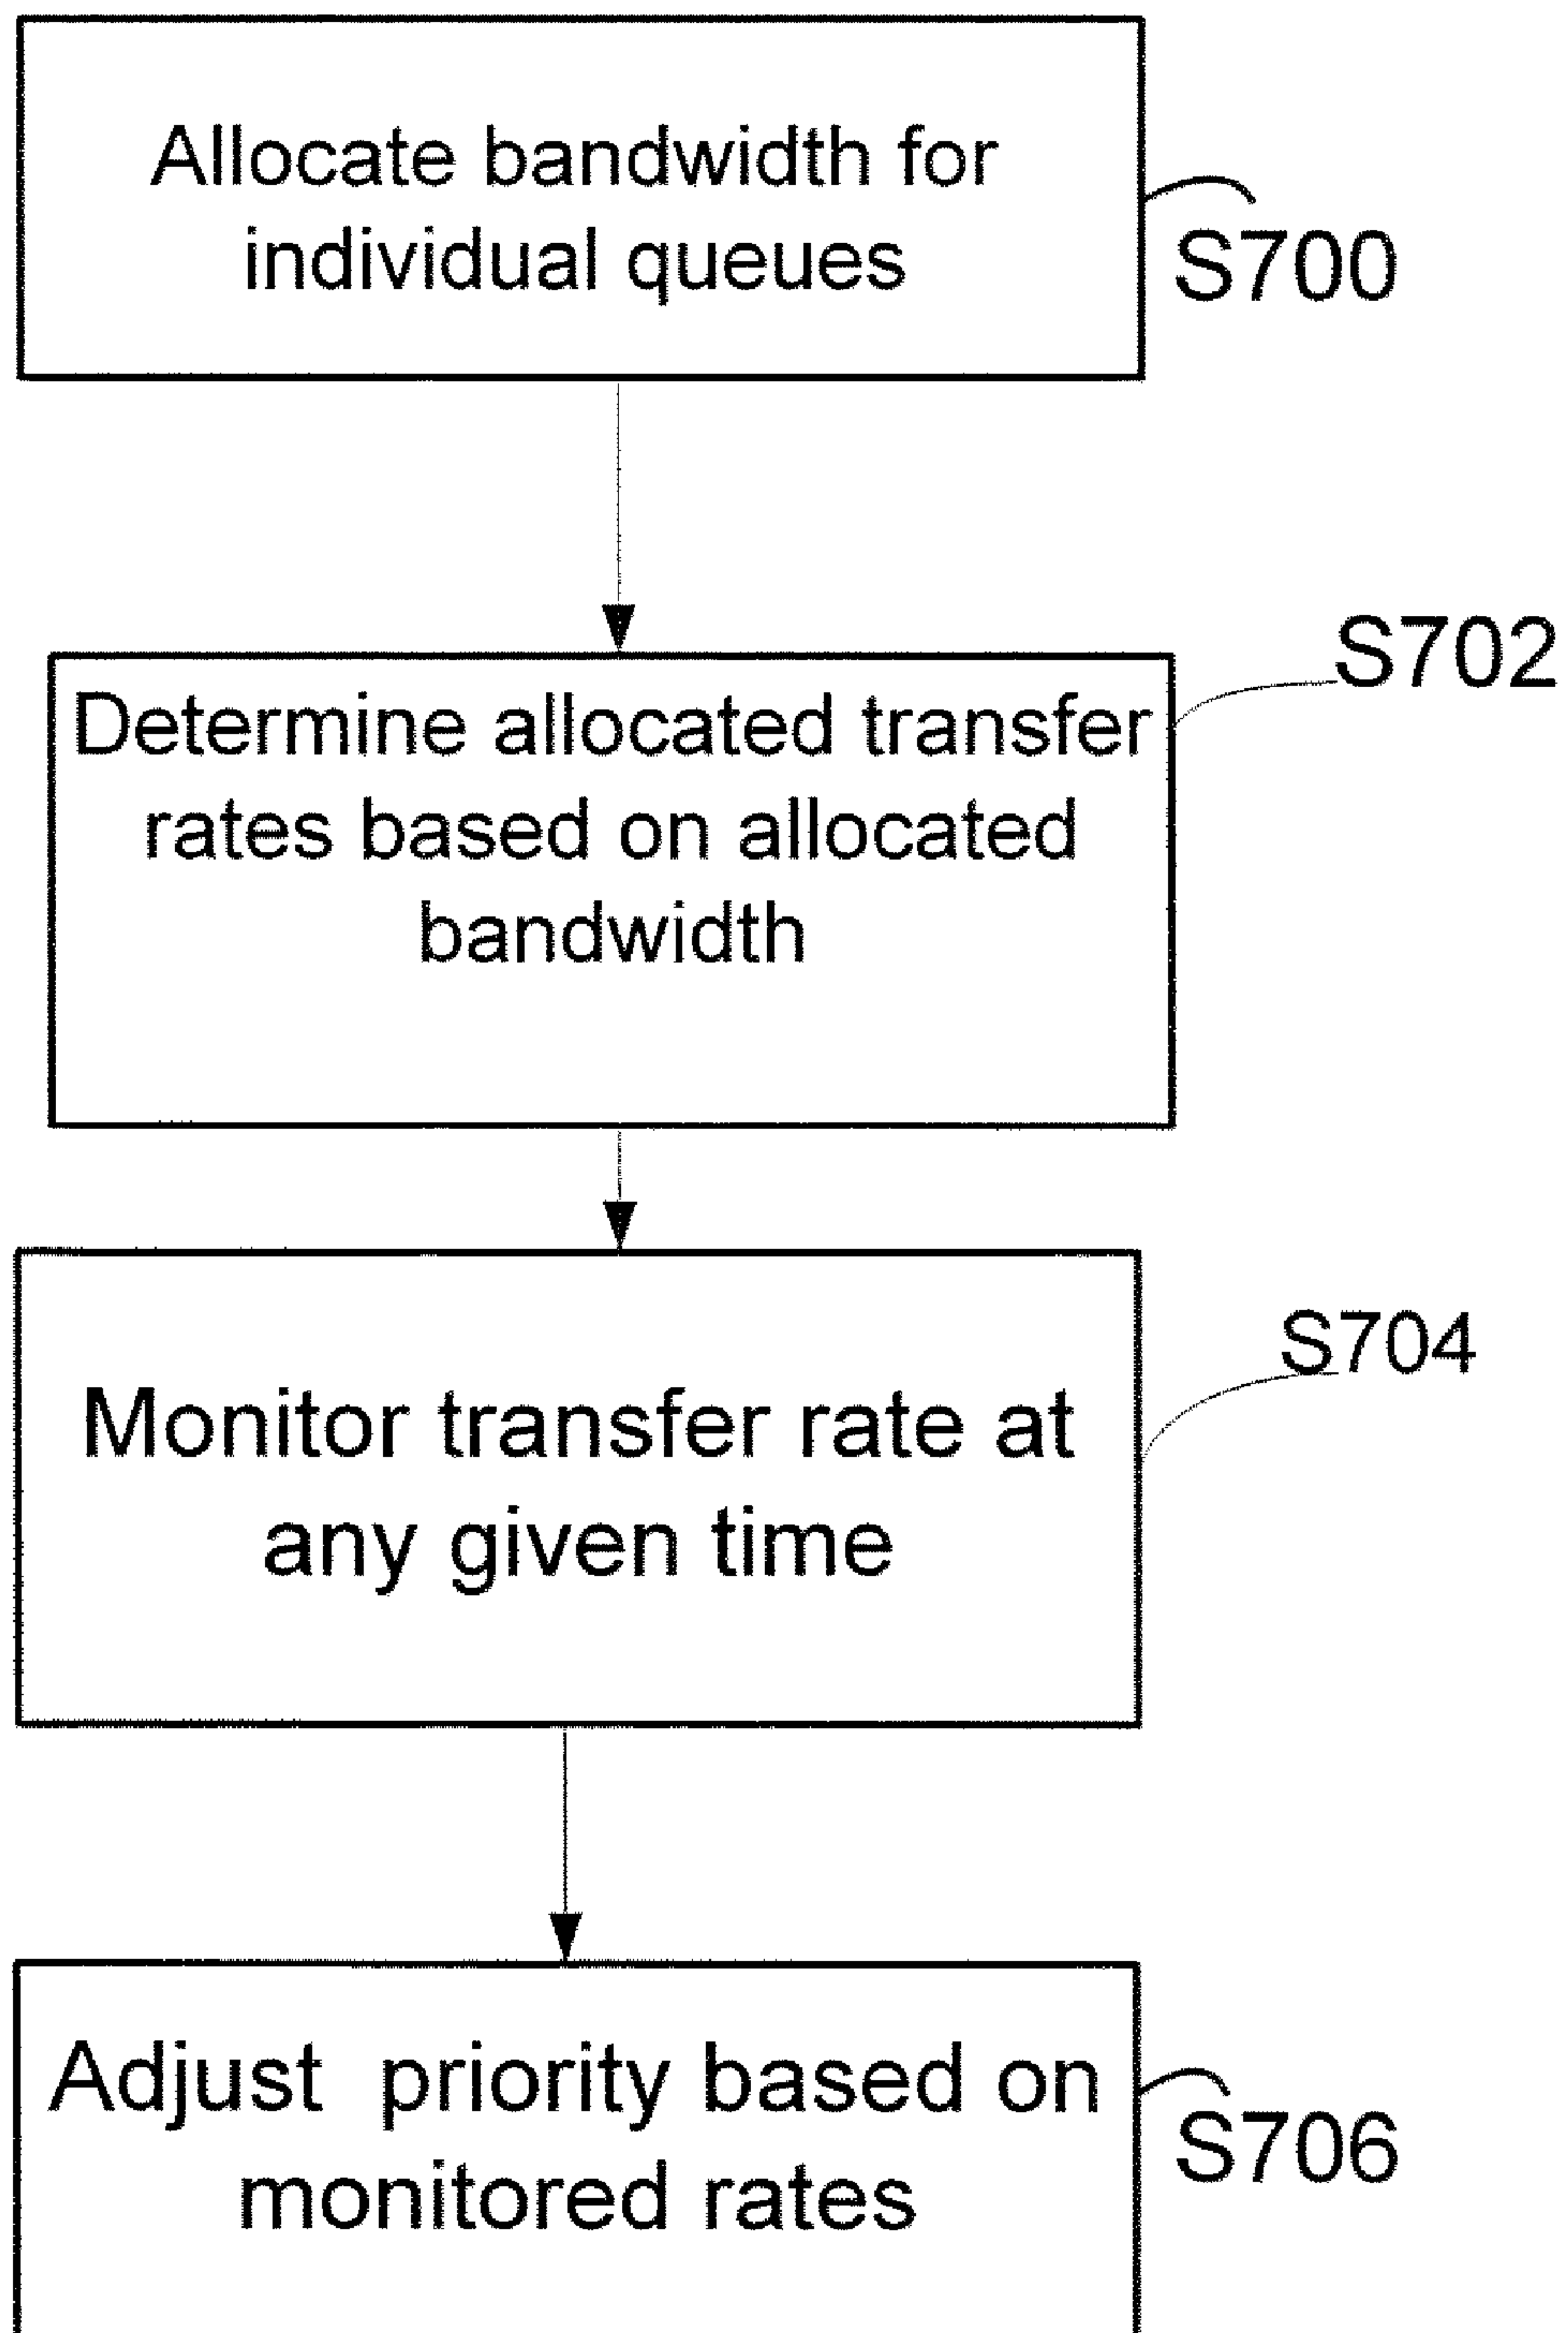 Allocate bandwidth for
individual queues
S700
S702
Determine allocated transfer
rates based on allocated
bandwidth
S704
Monitor transfer rate at
any given time
Adjust priority based on
monitored rates
S706